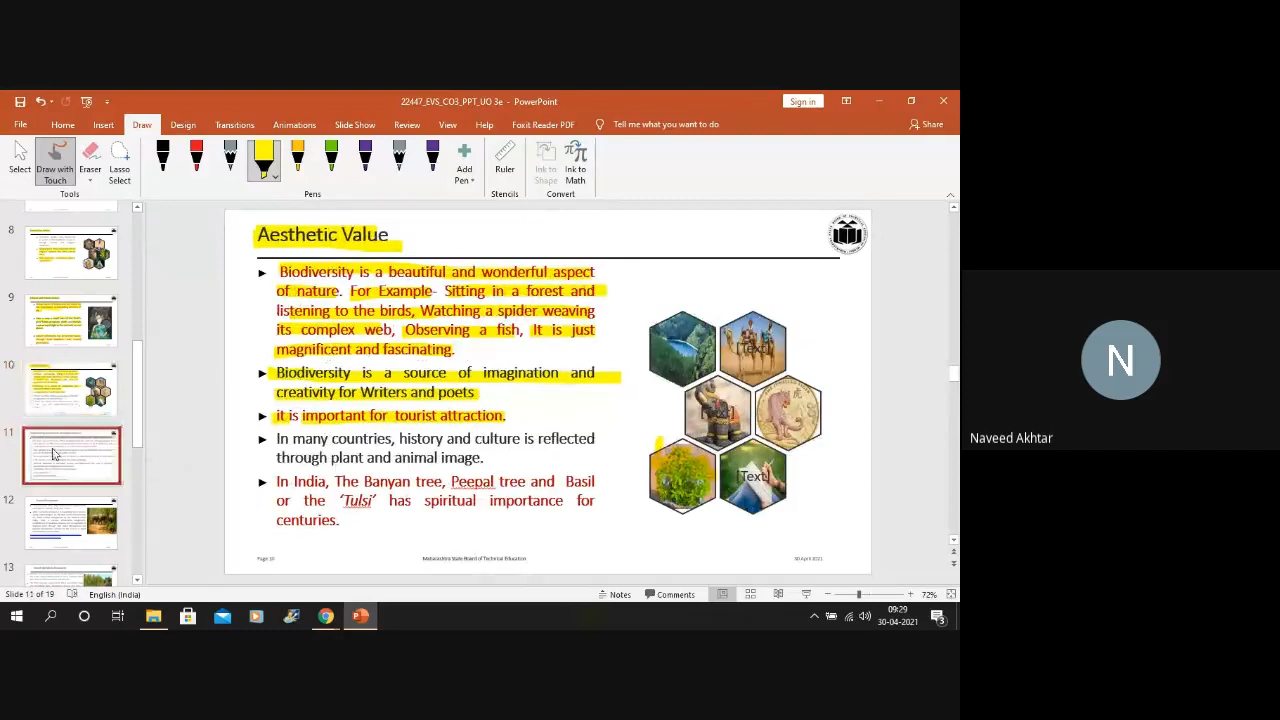 22447_EVS_CO3_PPT_UO 3e - PowerPoint
Sign in
File Home Insert Draw Design Transitions Animations Slide Show Review View Help Foxit Reader PDF Tell me what you want to do Share
Select
Draw with Touch
Eraser
Lasso Select
Add Pen
Ruler
Ink to Shape
Ink to Math
Tools
Pens
Stencils
Convert
8
9
10
11
12
13
Aesthetic Value
Biodiversity is a beautiful and wonderful aspect
of nature. For Example- Sitting in a forest and
listening to the birds, Watching a spider weaving
its complex web, Observing a fish, It is just
magnificent and fascinating.
Biodiversity is a source of imagination and
creativity for Writers and poets
it is important for tourist attraction.
In many countries, history and culture is reflected
through plant and animal image.
In India, The Banyan tree, Peepal tree and Basil
or the ‘Tulsi’ has spiritual importance for
centuries.
Text
Page 10
Maharashtra State Board of Technical Education
30 April 2021
Slide 11 of 19
English (India)
Notes
Comments
72%
09:29
30-04-2021
3
N
Naveed Akhtar